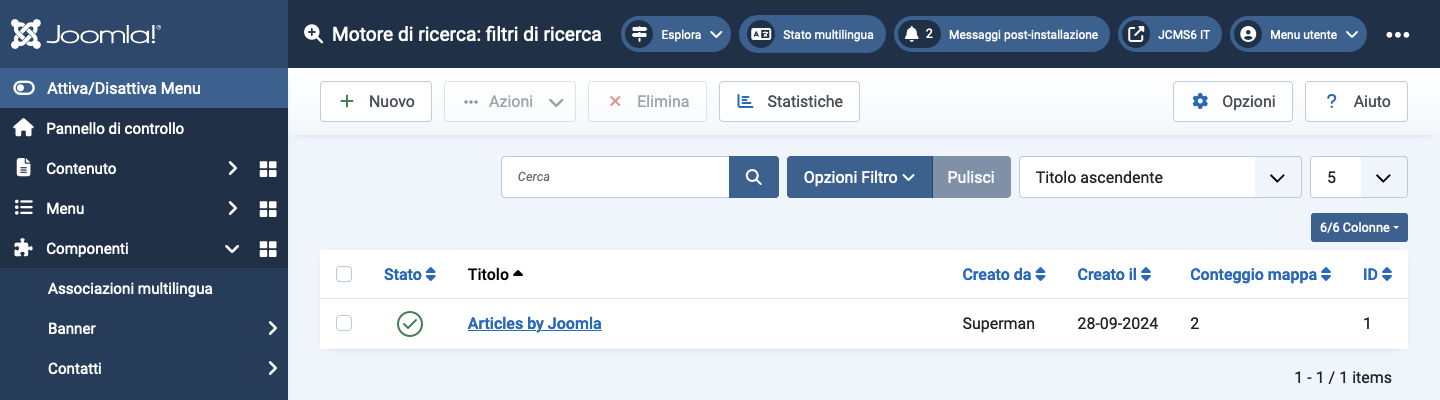 Joomla!®
Motore di ricerca: filtri di ricerca
Esplora
Stato multilingua
2 Messaggi post-installazione
JCMS6 IT
Menu utente
Attiva/Disattiva Menu
Pannello di controllo
Contenuto
Menu
Componenti
Associazioni multilingua
Banner
Contatti
Nuovo
Azioni
Elimina
Statistiche
Opzioni
? Aiuto
Cerca
Opzioni Filtro
Pulisci
Titolo ascendente
5
6/6 Colonne
Stato Titolo Creato da Creato il Conteggio mappa ID
Articles by Joomla Superman 28-09-2024 2 1
1 - 1 / 1 items